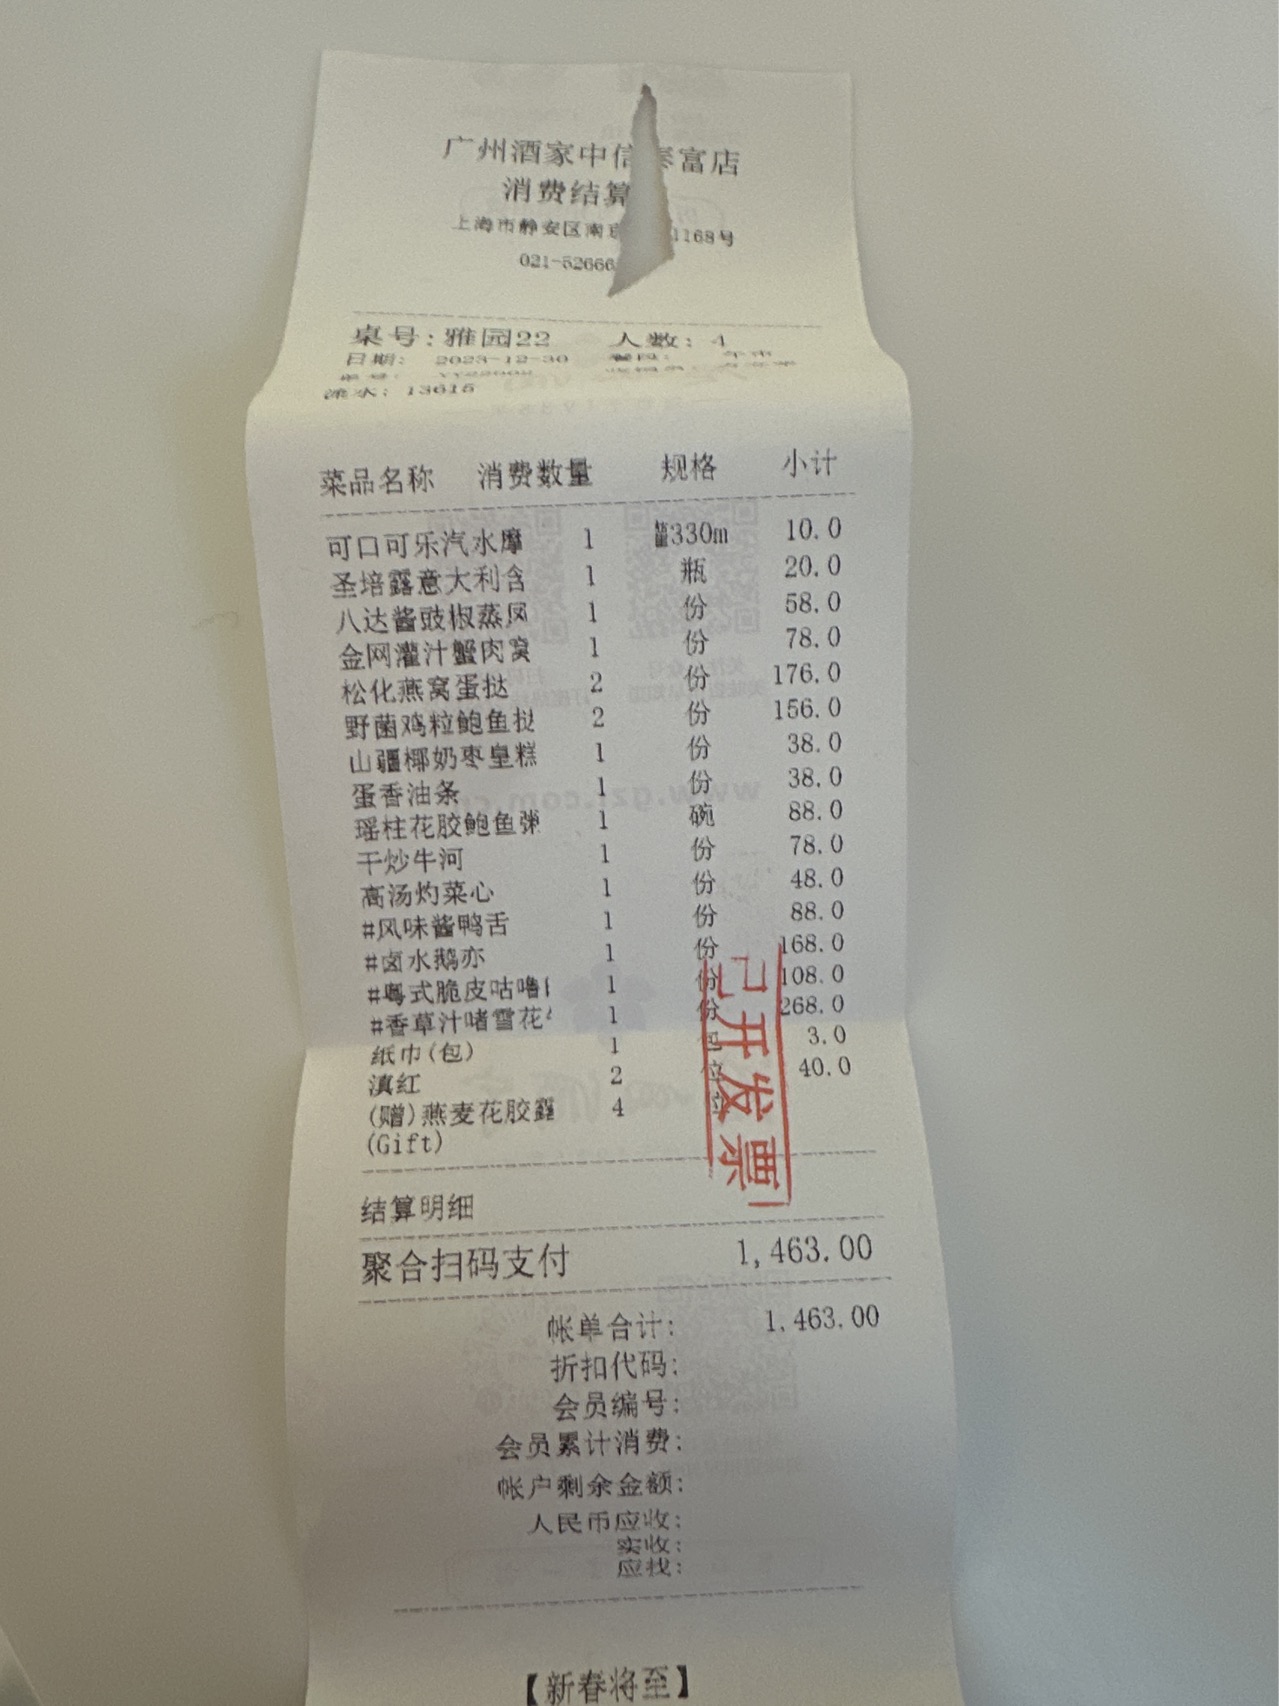 广州酒家中信泰富店
消费结算
上海市静安区南 1168号
021-52666
桌号:雅园22 人数: 4
日期: 2023-12-30 餐段: 午市
单号:
流水: 13615
菜品名称 消费数量 规格 小计
可口可乐汽水摩 1 330m 10.0
圣培露意大利含 1 瓶 20.0
八达酱豉椒蒸凤 1 份 58.0
金网灌汁蟹肉窝 1 份 78.0
松化燕窝蛋挞 2 份 176.0
野菌鸡粒鲍鱼挞 2 份 156.0
山疆椰奶枣皇糕 1 份 38.0
蛋香油条 1 份 38.0
瑶柱花胶鲍鱼粥 1 碗 88.0
干炒牛河 1 份 78.0
高汤灼菜心 1 份 48.0
#风味酱鸭舌 1 份 88.0
#卤水鹅亦 1 份 168.0
#粤式脆皮咕噜 1 份 108.0
#香草汁啫雪花 1 份 268.0
纸巾(包) 1 包 3.0
滇红 2 位 40.0
(赠)燕麦花胶露 4 位
(Gift)
已开发票
结算明细
聚合扫码支付 1,463.00
帐单合计: 1,463.00
折扣代码:
会员编号:
会员累计消费:
帐户剩余金额:
人民币应收:
实收:
应找:
【新春将至】